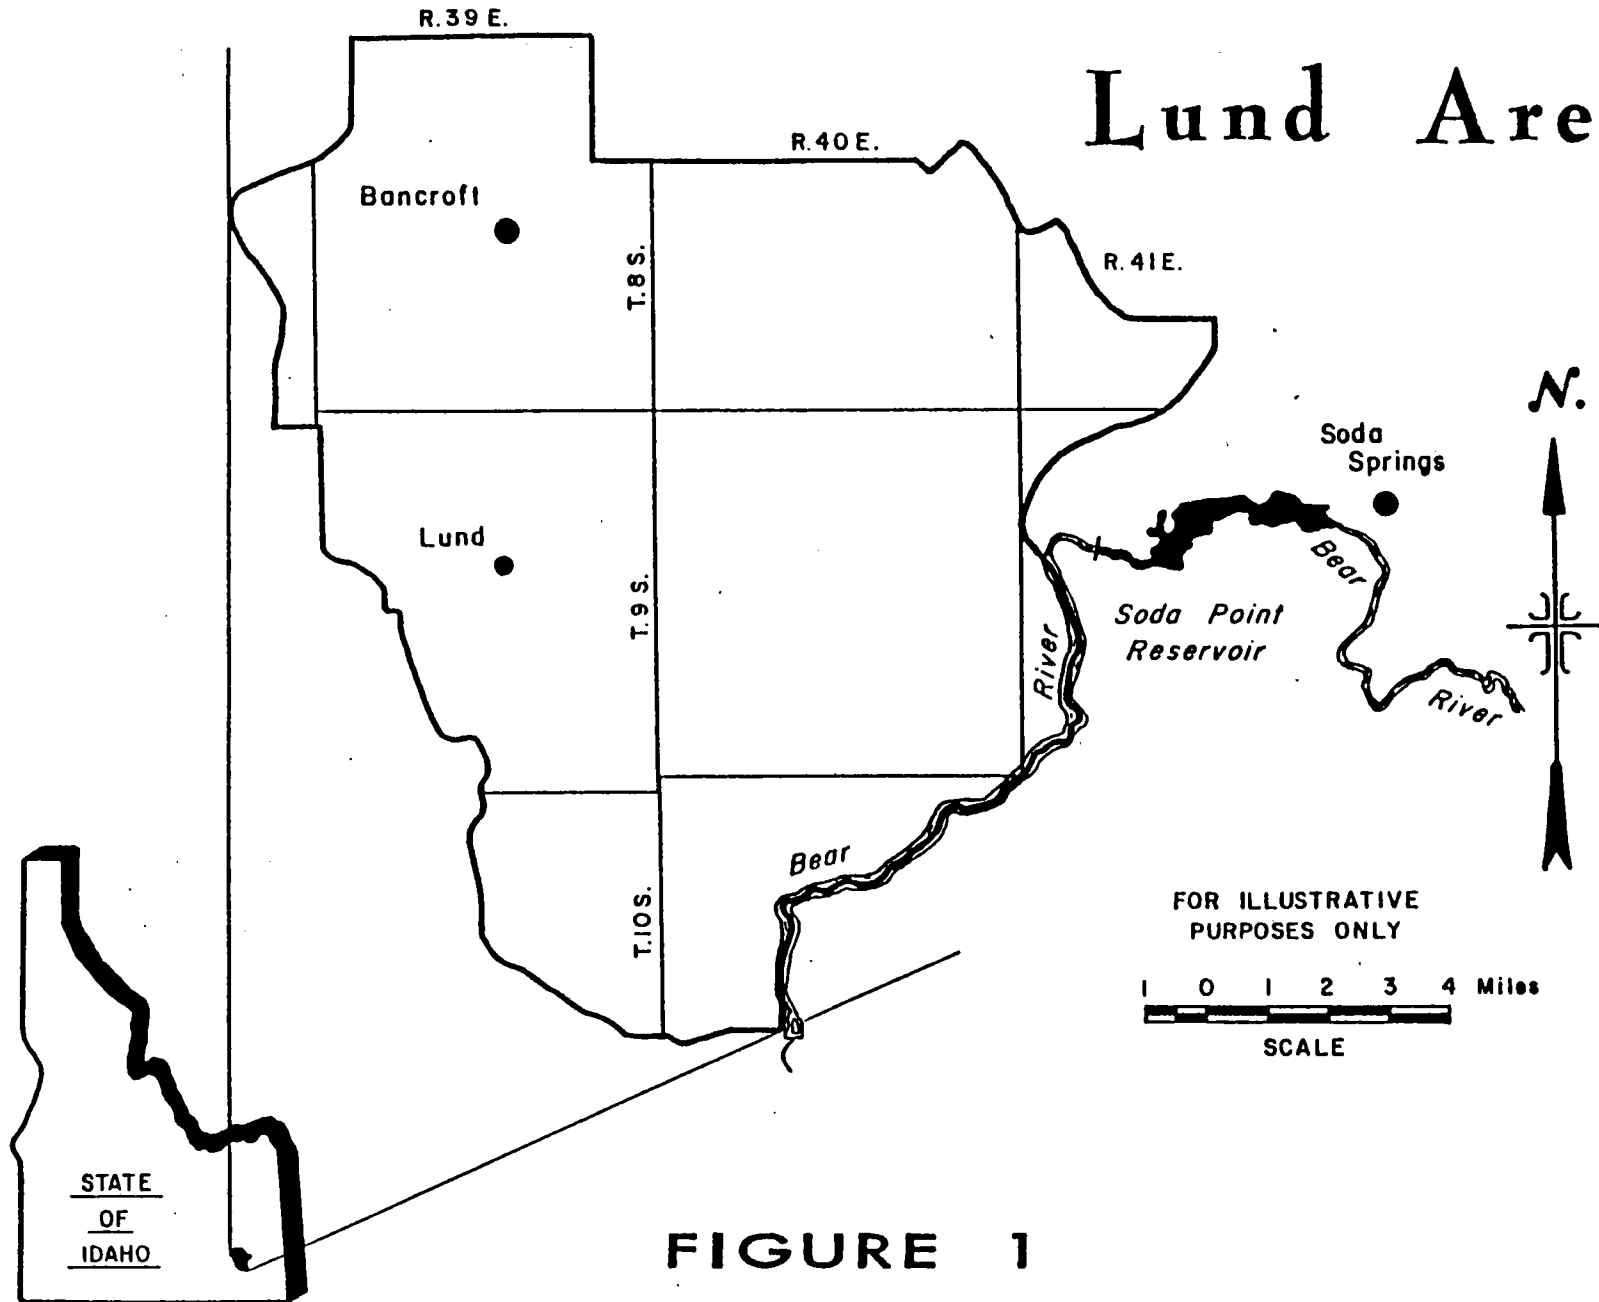 R. 39 E.
Lund Are
R. 40 E.
Bancroft
T. 8 S.
R. 41 E.
N.
Soda
Springs
Lund
Bear
T. 9 S.
Soda Point
Reservoir
River
River
Bear
T. 10 S.
FOR ILLUSTRATIVE
PURPOSES ONLY
1 0 1 2 3 4 Miles
SCALE
STATE
OF
IDAHO
FIGURE 1